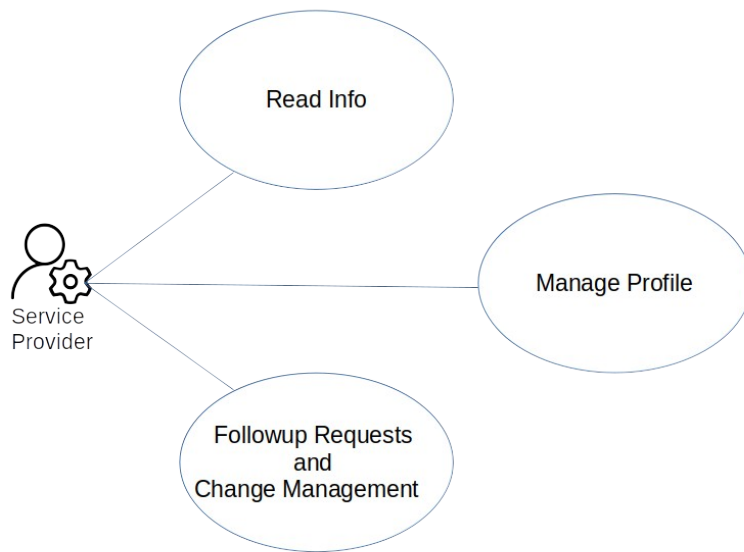 Read Info
Manage Profile
Service
Provider
Followup Requests
and
Change Management